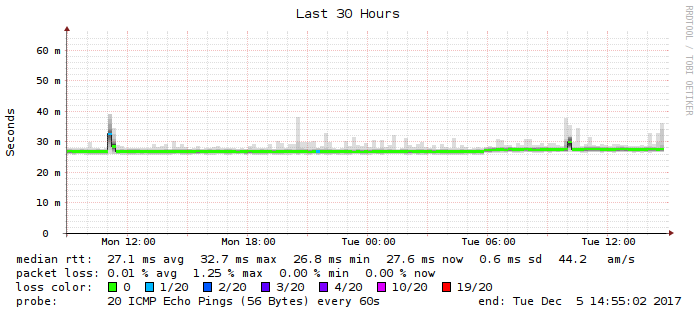 Last 30 Hours
RRDTOOL / TOBI OETIKER
Seconds
60 m
50 m
40 m
30 m
20 m
10 m
0
Mon 12:00 Mon 18:00 Tue 00:00 Tue 06:00 Tue 12:00
median rtt: 27.1 ms avg 32.7 ms max 26.8 ms min 27.6 ms now 0.6 ms sd 44.2 am/s
packet loss: 0.01 % avg 1.25 % max 0.00 % min 0.00 % now
loss color: 0 1/20 2/20 3/20 4/20 10/20 19/20
probe: 20 ICMP Echo Pings (56 Bytes) every 60s end: Tue Dec 5 14:55:02 2017